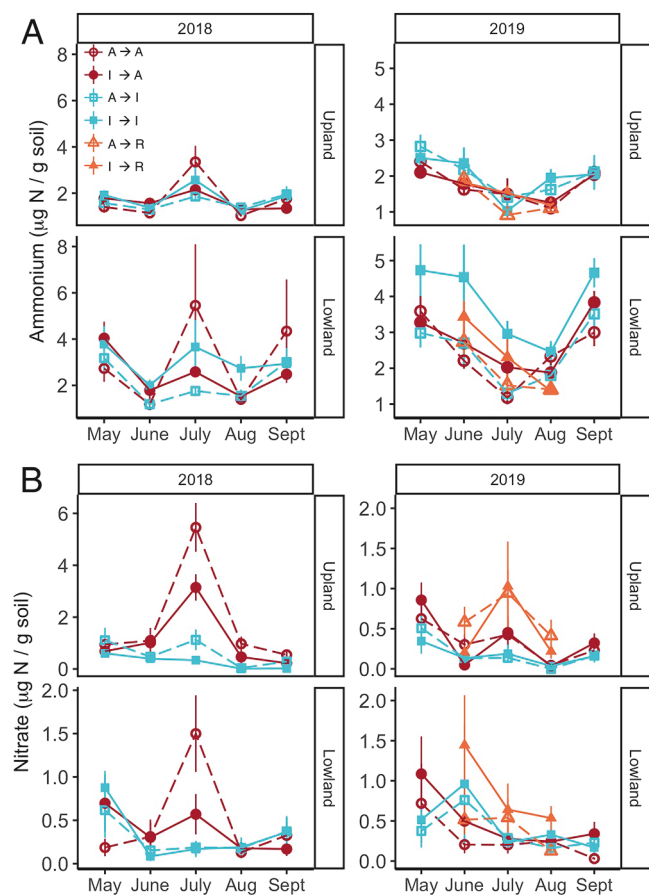 A
2018
2019
8
6
4
2
A → A
I → A
A → I
I → I
A → R
I → R
Upland
5
4
3
2
1
Upland
Ammonium (µg N / g soil)
8
6
4
2
Lowland
5
4
3
2
1
Lowland
May June July Aug Sept
May June July Aug Sept
B
2018
2019
6
4
2
0
Upland
2.0
1.5
1.0
0.5
0.0
Upland
Nitrate (µg N / g soil)
2.0
1.5
1.0
0.5
0.0
Lowland
2.0
1.5
1.0
0.5
0.0
Lowland
May June July Aug Sept
May June July Aug Sept